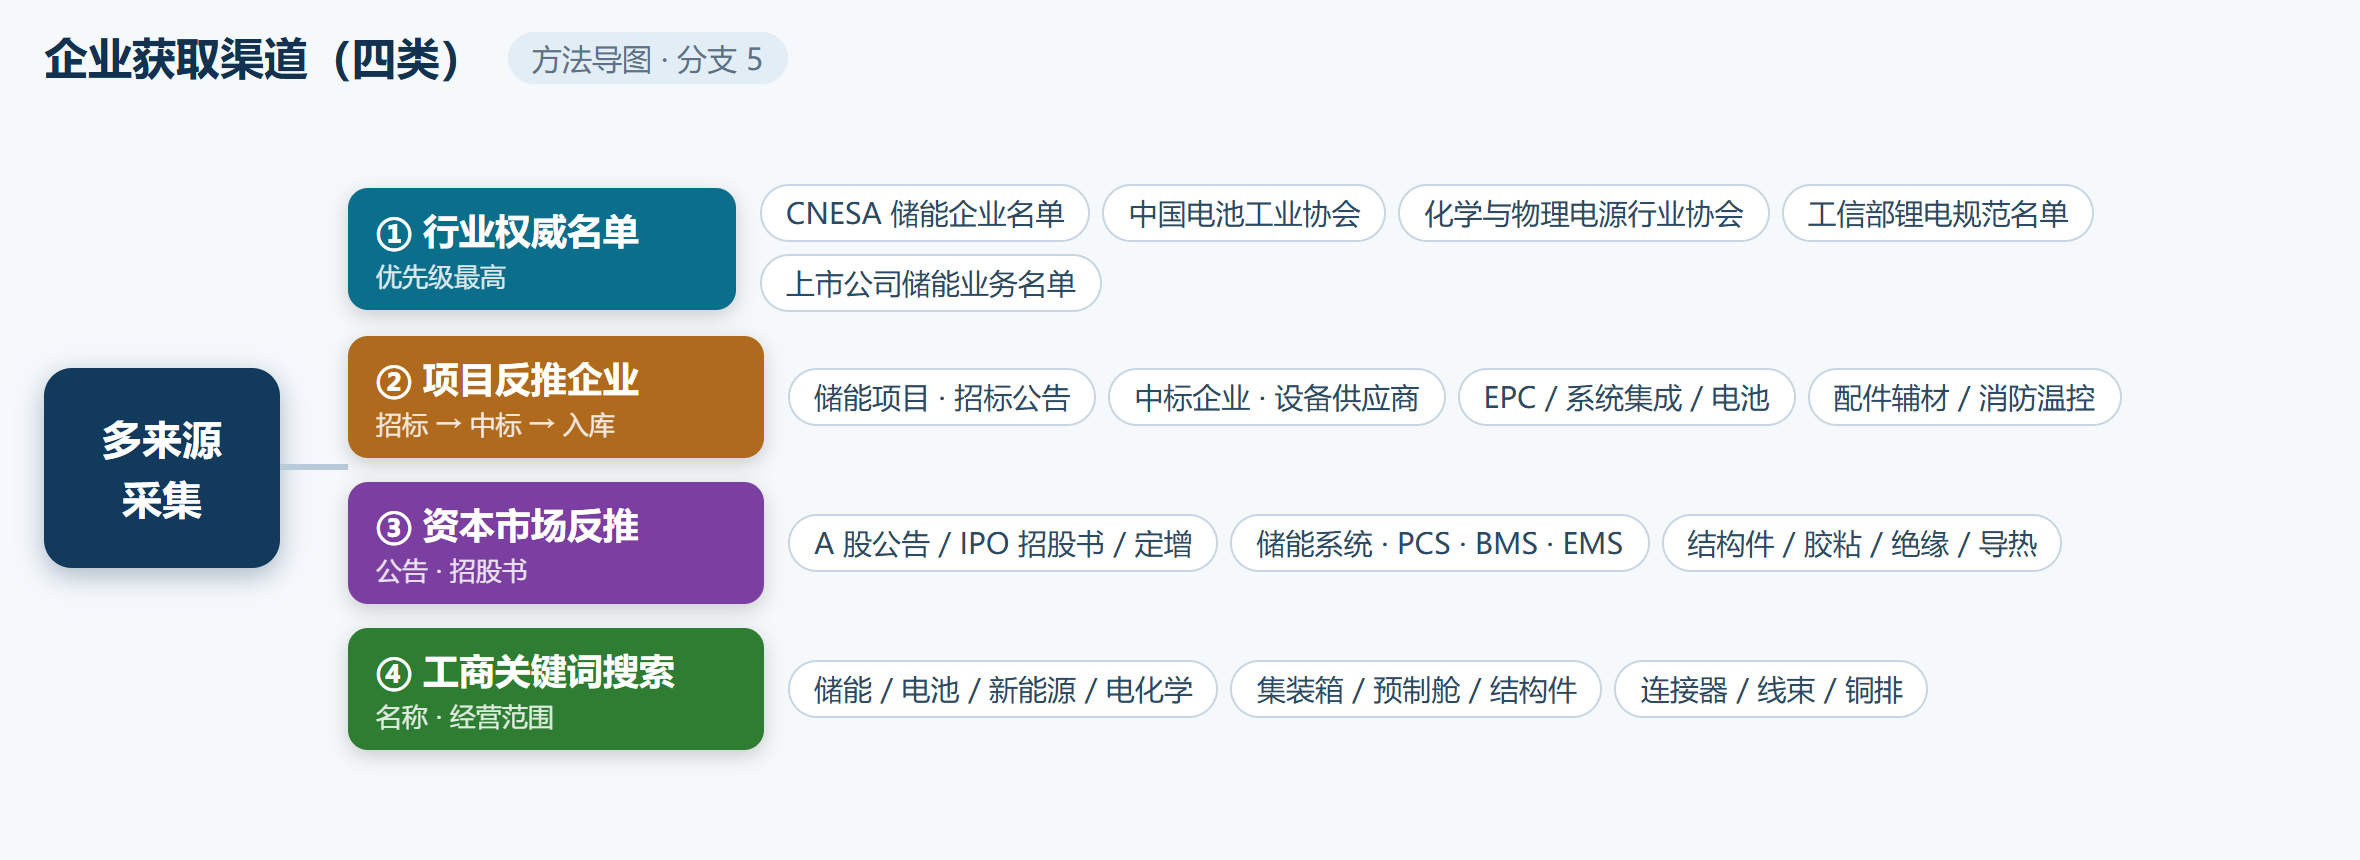 企业获取渠道（四类）
方法导图 · 分支 5
多来源
采集
① 行业权威名单
优先级最高
CNESA 储能企业名单
中国电池工业协会
化学与物理电源行业协会
工信部锂电规范名单
上市公司储能业务名单
② 项目反推企业
招标 → 中标 → 入库
储能项目 · 招标公告
中标企业 · 设备供应商
EPC / 系统集成 / 电池
配件辅材 / 消防温控
③ 资本市场反推
公告 · 招股书
A 股公告 / IPO 招股书 / 定增
储能系统 · PCS · BMS · EMS
结构件 / 胶粘 / 绝缘 / 导热
④ 工商关键词搜索
名称 · 经营范围
储能 / 电池 / 新能源 / 电化学
集装箱 / 预制舱 / 结构件
连接器 / 线束 / 铜排